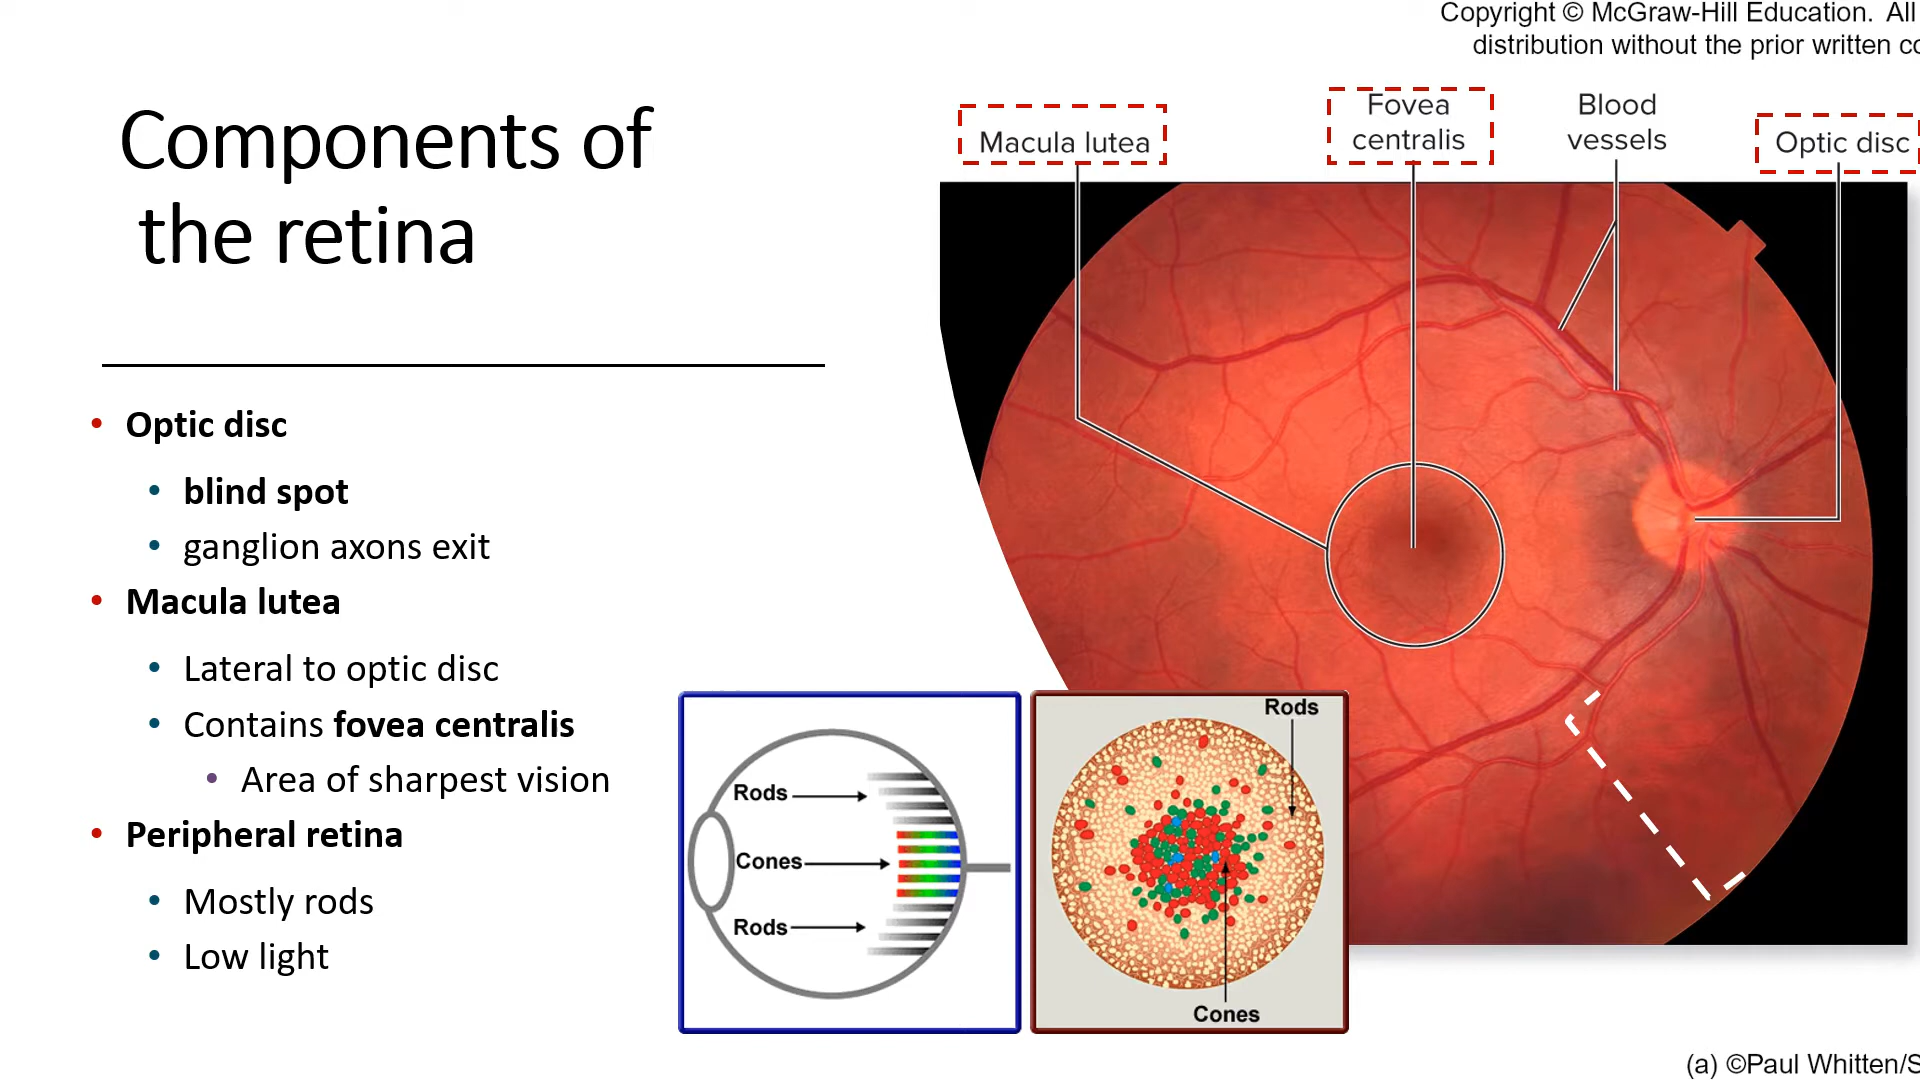 Copyright © McGraw-Hill Education. All
distribution without the prior written
Components of
the retina
Macula lutea
Fovea
centralis
Blood
vessels
Optic disc
• Optic disc
• blind spot
• ganglion axons exit
• Macula lutea
• Lateral to optic disc
• Contains fovea centralis
• Area of sharpest vision
• Peripheral retina
• Mostly rods
• Low light
Rods
Cones
Rods
Rods
Cones
(a) ©Paul Whitten/